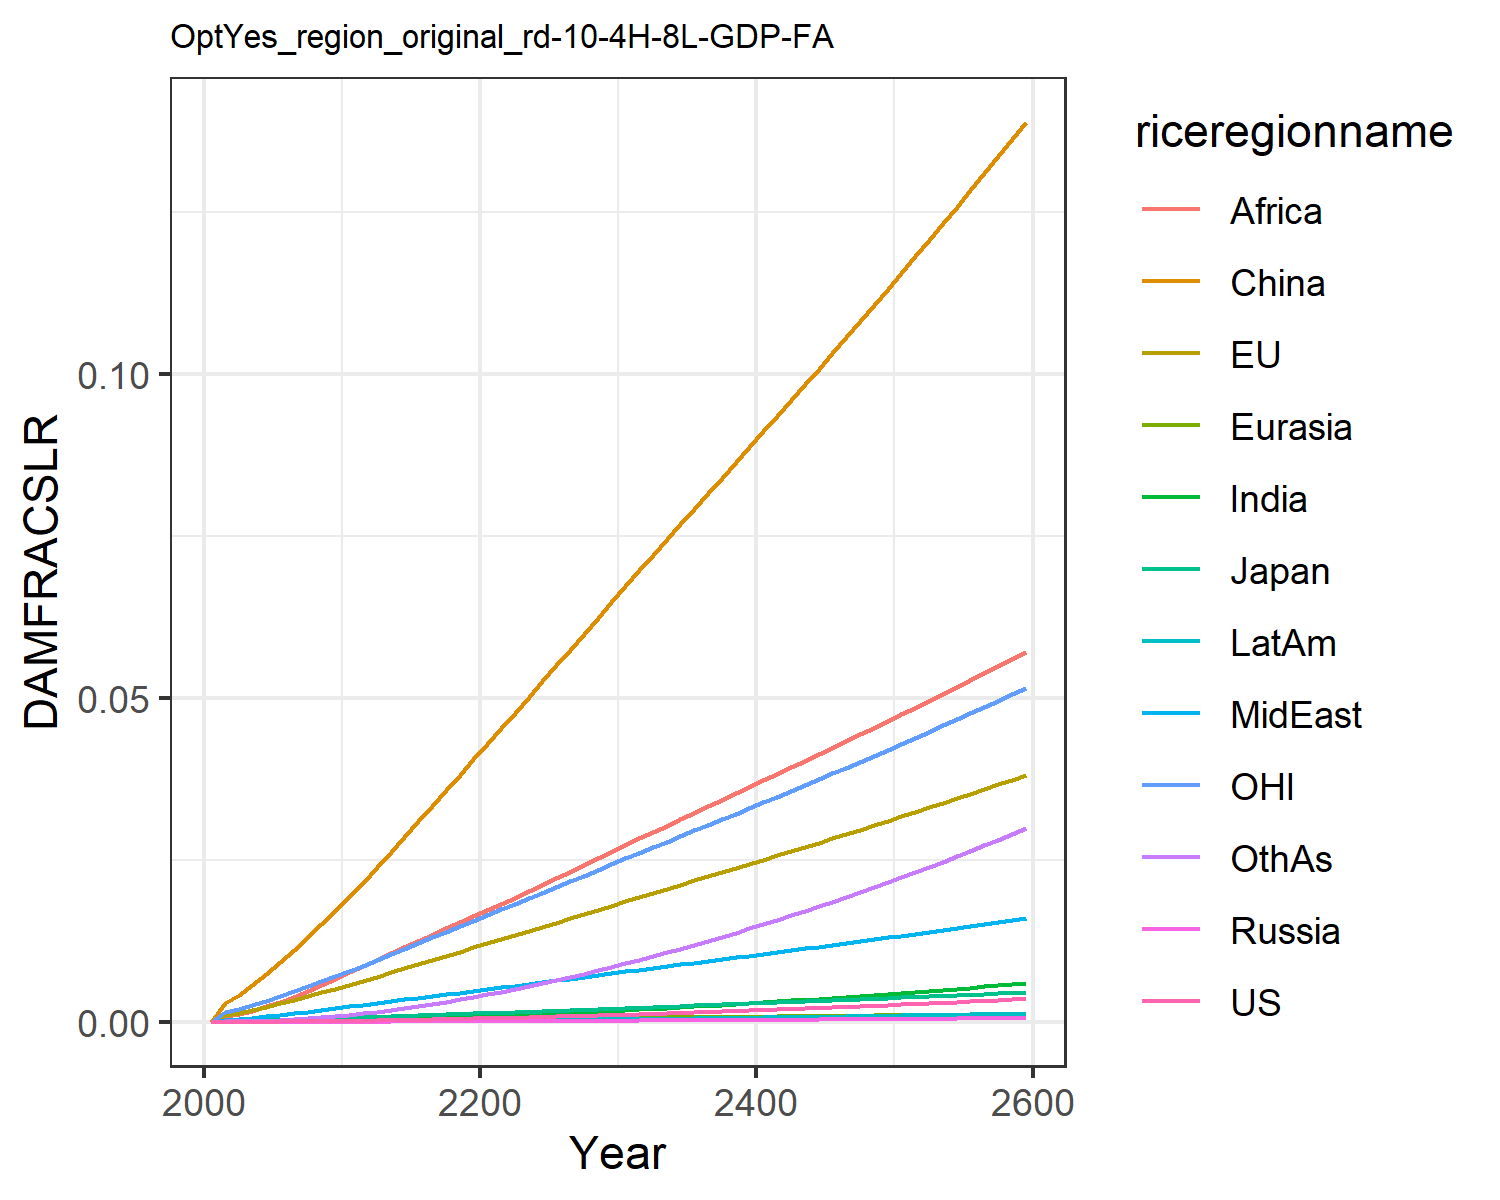 OptYes_region_original_rd-10-4H-8L-GDP-FA
DAMFRACSLR
0.10
0.05
0.00
2000
2200
2400
2600
Year
riceregionname
Africa
China
EU
Eurasia
India
Japan
LatAm
MidEast
OHI
OthAs
Russia
US